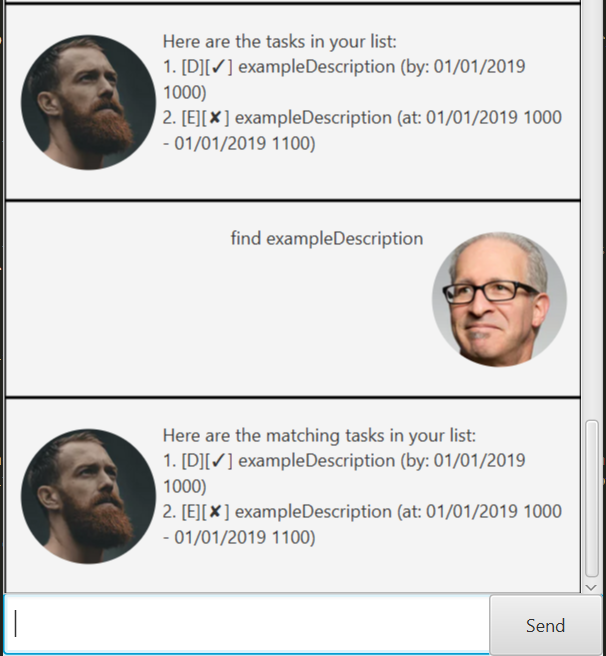 Here are the tasks in your list:
1. [D][✓] exampleDescription (by: 01/01/2019
1000)
2. [E][✘] exampleDescription (at: 01/01/2019 1000
- 01/01/2019 1100)
find exampleDescription
Here are the matching tasks in your list:
1. [D][✓] exampleDescription (by: 01/01/2019
1000)
2. [E][✘] exampleDescription (at: 01/01/2019 1000
- 01/01/2019 1100)
Send